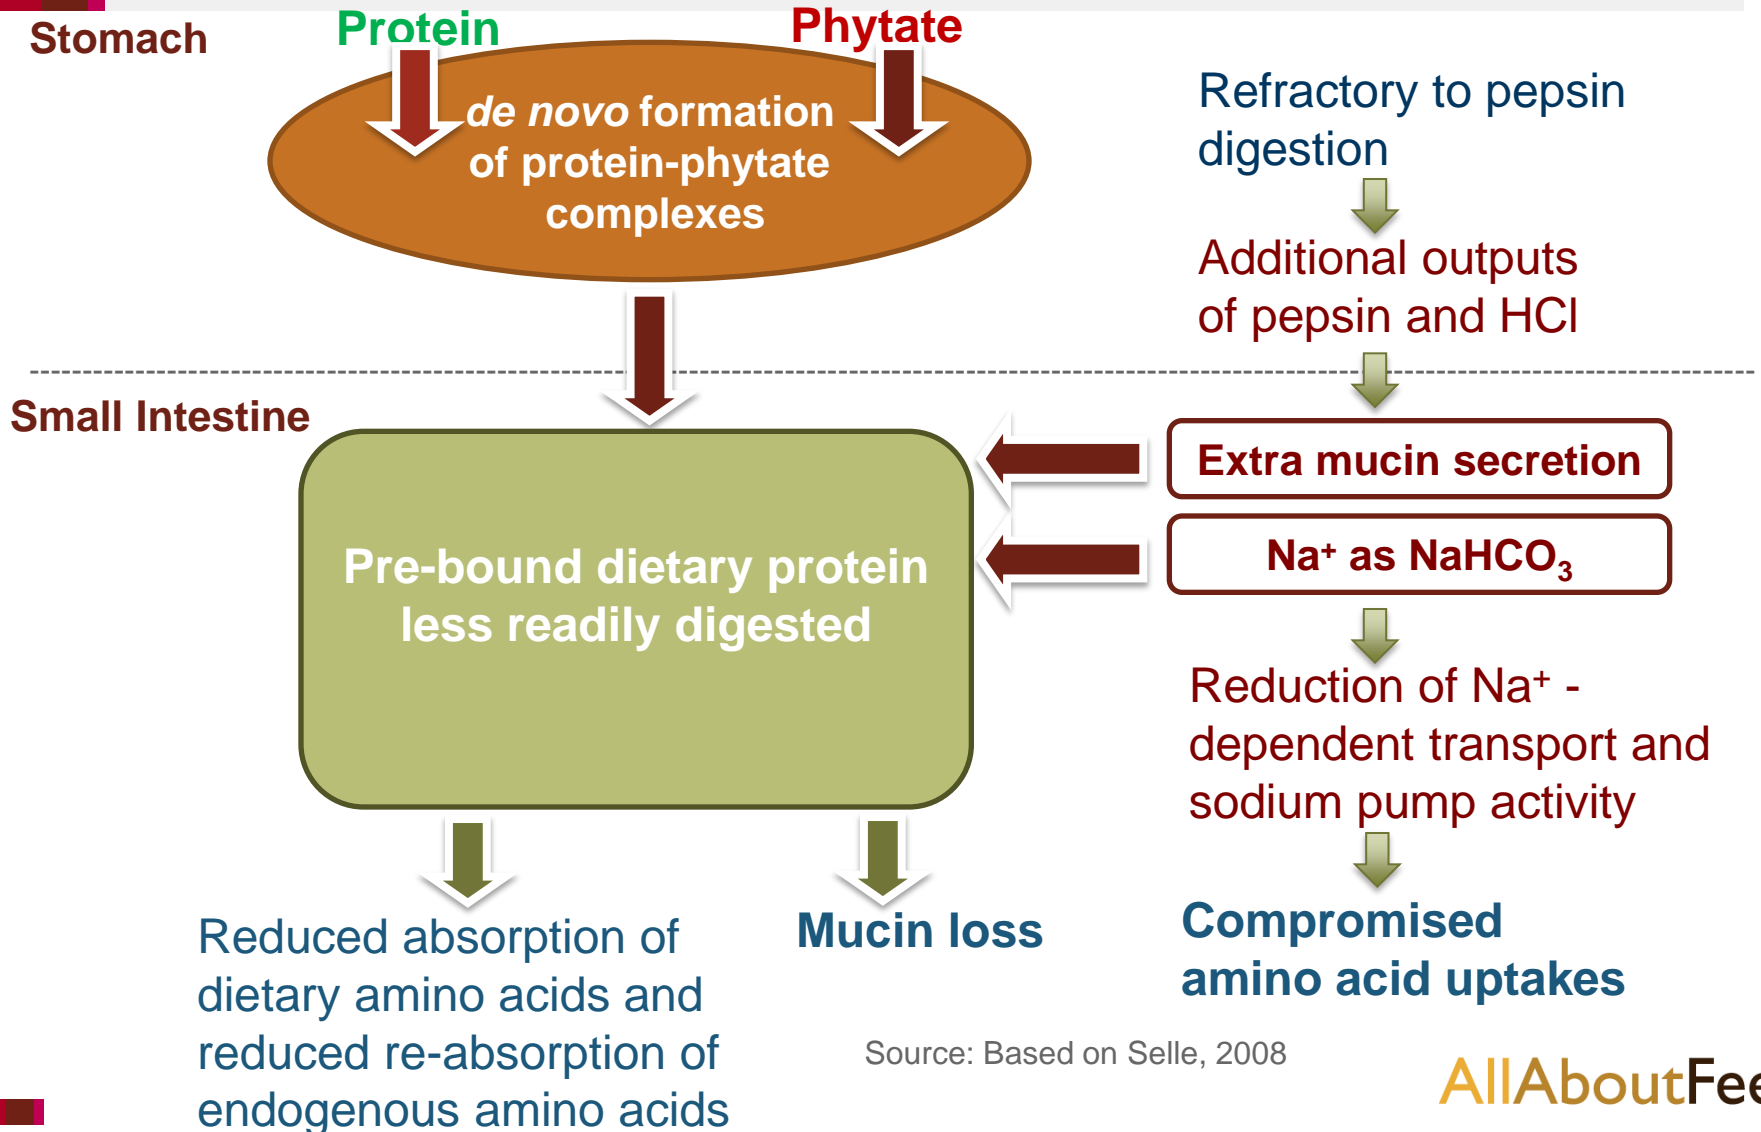 Stomach
Protein
Phytate
de novo formation
of protein-phytate
complexes
Refractory to pepsin
digestion
Additional outputs
of pepsin and HCl
Small Intestine
Extra mucin secretion
Na⁺ as NaHCO₃
Pre-bound dietary protein
less readily digested
Reduction of Na⁺ -
dependent transport and
sodium pump activity
Reduced absorption of
dietary amino acids and
reduced re-absorption of
endogenous amino acids
Mucin loss
Compromised
amino acid uptakes
Source: Based on Selle, 2008
AllAboutFee